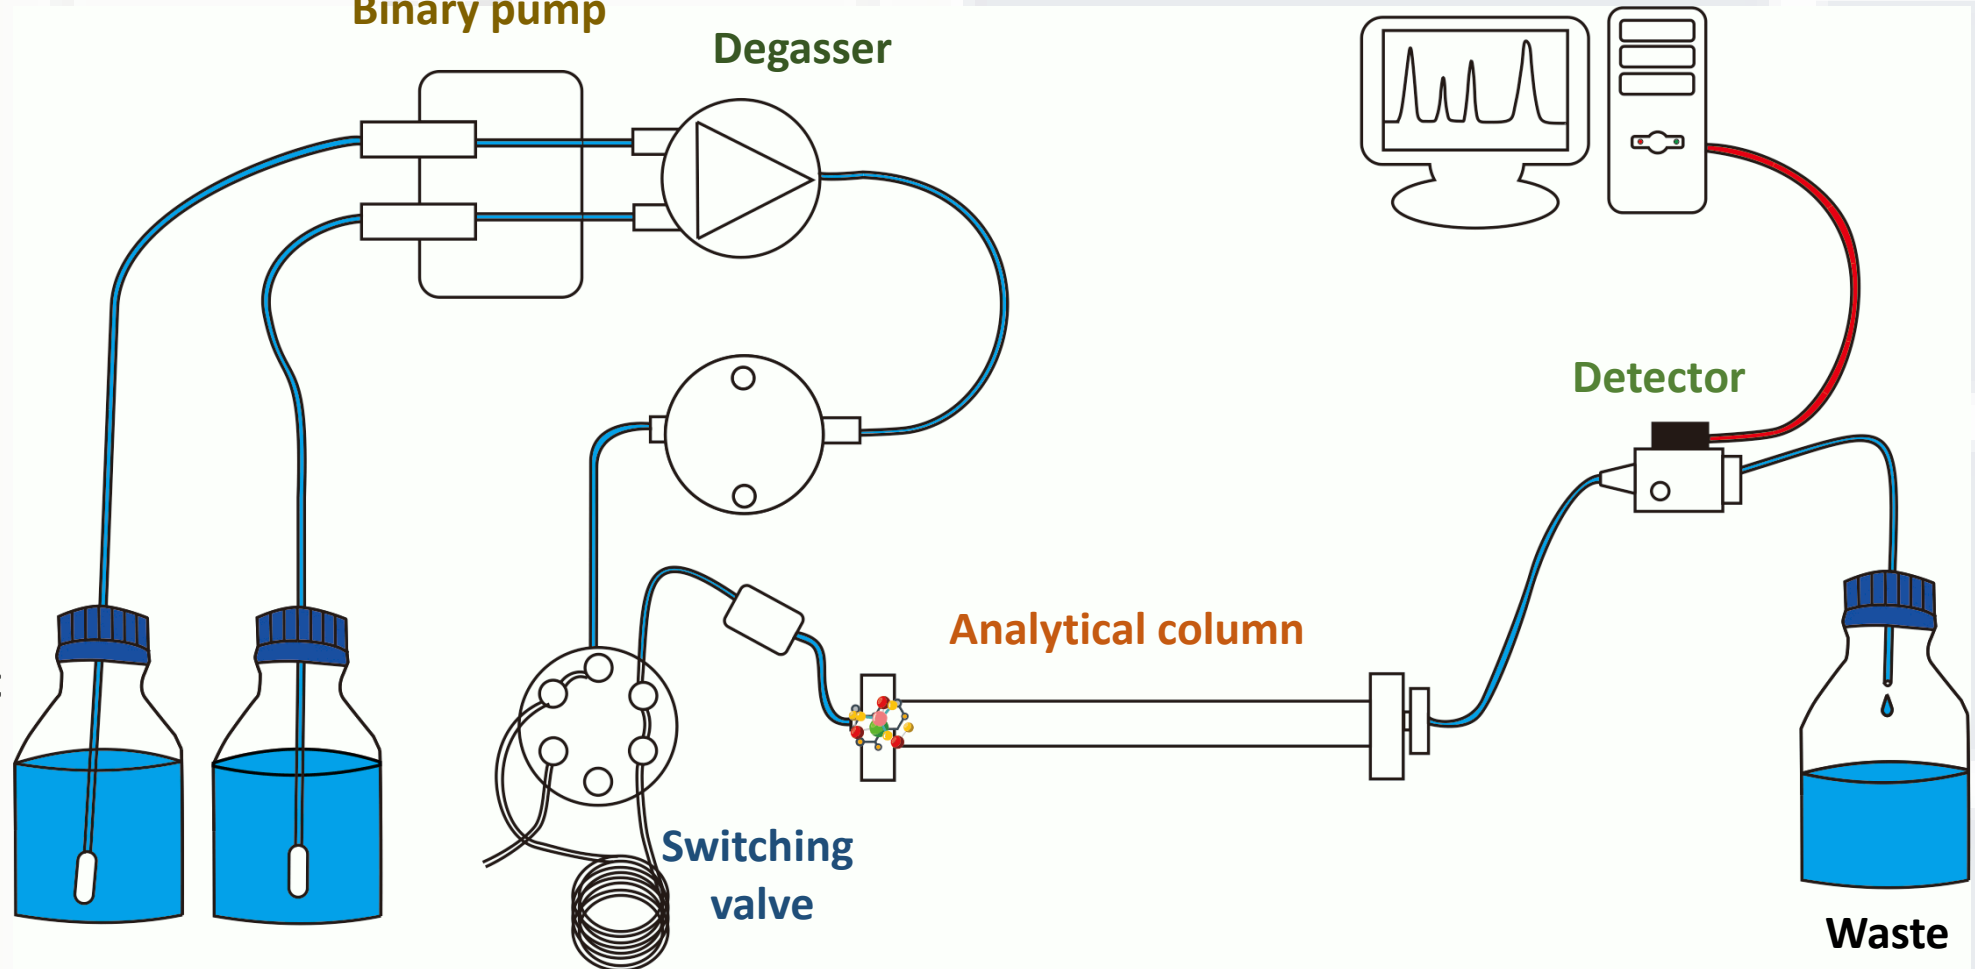 Binary pump
Degasser
Detector
Analytical column
Switching
valve
Waste